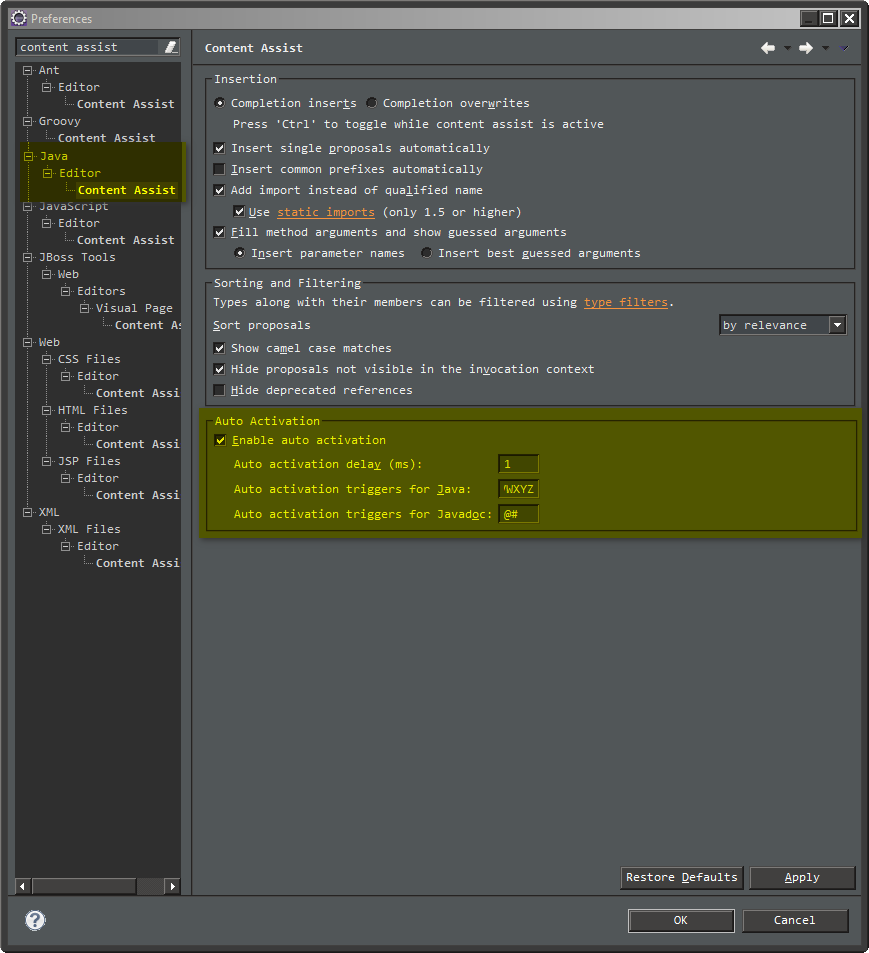 Preferences
content assist
Ant
Editor
Content Assist
Groovy
Content Assist
Java
Editor
Content Assist
JavaScript
Editor
Content Assist
JBoss Tools
Web
Editors
Visual Page
Content As
Web
CSS Files
Editor
Content Assi
HTML Files
Editor
Content Assi
JSP Files
Editor
Content Assi
XML
XML Files
Editor
Content Assi
Content Assist
Insertion
Completion inserts Completion overwrites
Press 'Ctrl' to toggle while content assist is active
Insert single proposals automatically
Insert common prefixes automatically
Add import instead of qualified name
Use static imports (only 1.5 or higher)
Fill method arguments and show guessed arguments
Insert parameter names Insert best guessed arguments
Sorting and Filtering
Types along with their members can be filtered using type filters.
Sort proposals by relevance
Show camel case matches
Hide proposals not visible in the invocation context
Hide deprecated references
Auto Activation
Enable auto activation
Auto activation delay (ms): 1
Auto activation triggers for Java: WXYZ
Auto activation triggers for Javadoc: @#
Restore Defaults Apply
? OK Cancel